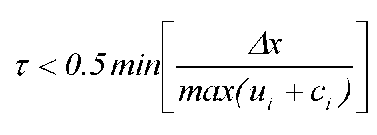 τ < 0.5 min[Δx / max(u_i + c_i)]